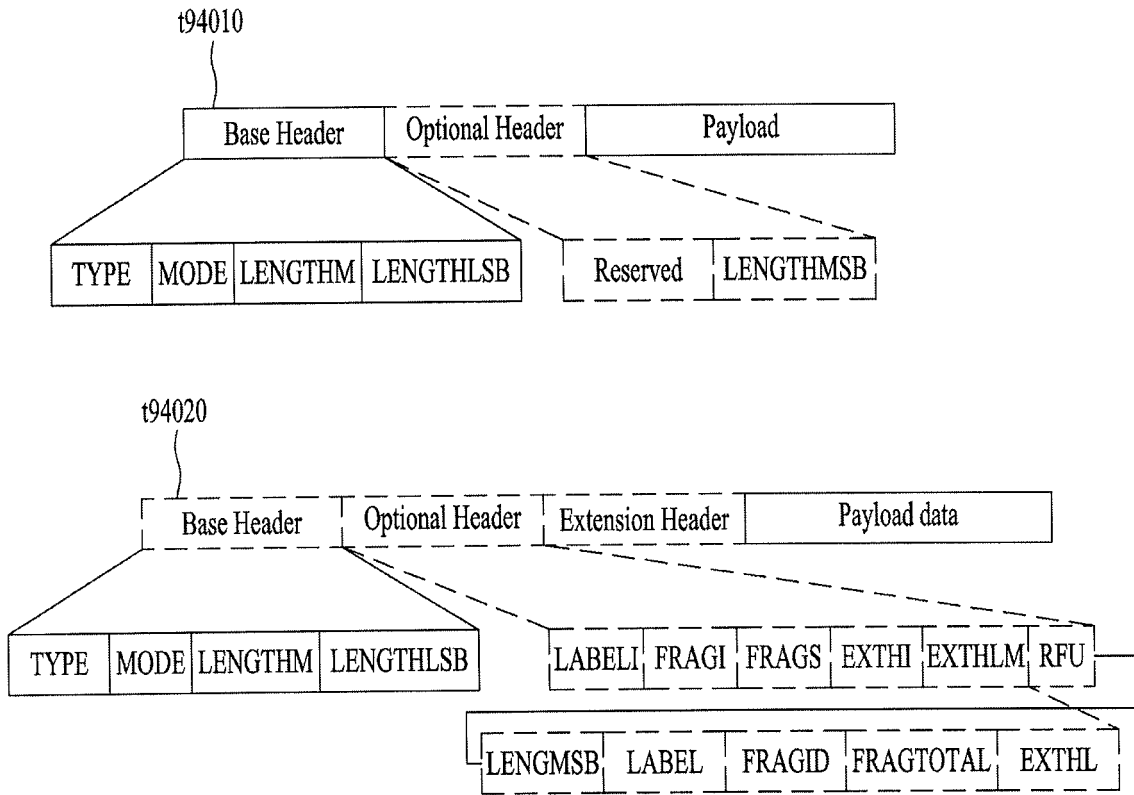 t94010
Base Header Optional Header Payload
TYPE MODE LENGTHM LENGTHLSB Reserved LENGTHMSB
t94020
Base Header Optional Header Extension Header Payload data
TYPE MODE LENGTHM LENGTHLSB LABELI FRAGI FRAGS EXTHI EXTHLM RFU
LENGMSB LABEL FRAGID FRAGTOTAL EXTHL